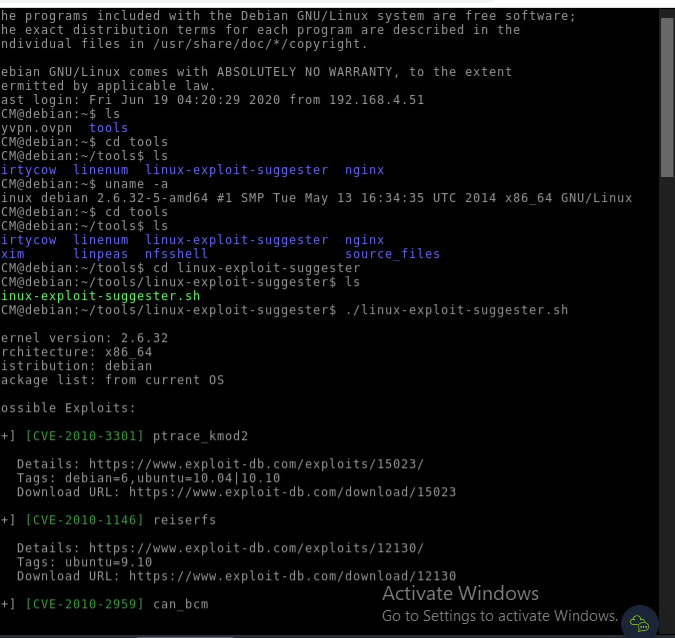 he programs included with the Debian GNU/Linux system are free software;
he exact distribution terms for each program are described in the
ndividual files in /usr/share/doc/*/copyright.
ebian GNU/Linux comes with ABSOLUTELY NO WARRANTY, to the extent
ermitted by applicable law.
ast login: Fri Jun 19 04:20:29 2020 from 192.168.4.51
CM@debian:~$ ls
yvpn.ovpn  tools
CM@debian:~$ cd tools
CM@debian:~/tools$ ls
irtycow  linenum  linux-exploit-suggester  nginx
CM@debian:~$ uname -a
inux debian 2.6.32-5-amd64 #1 SMP Tue May 13 16:34:35 UTC 2014 x86_64 GNU/Linux
CM@debian:~$ cd tools
CM@debian:~/tools$ ls
irtycow  linenum  linux-exploit-suggester  nginx
xim      linpeas  nfsshell                 source_files
CM@debian:~/tools$ cd linux-exploit-suggester
CM@debian:~/tools/linux-exploit-suggester$ ls
inux-exploit-suggester.sh
CM@debian:~/tools/linux-exploit-suggester$ ./linux-exploit-suggester.sh
ernel version: 2.6.32
rchitecture: x86_64
istribution: debian
ackage list: from current OS
ossible Exploits:
+] [CVE-2010-3301] ptrace_kmod2
Details: https://www.exploit-db.com/exploits/15023/
Tags: debian=6,ubuntu=10.04|10.10
Download URL: https://www.exploit-db.com/download/15023
+] [CVE-2010-1146] reiserfs
Details: https://www.exploit-db.com/exploits/12130/
Tags: ubuntu=9.10
Download URL: https://www.exploit-db.com/download/12130
+] [CVE-2010-2959] can_bcm
Activate Windows
Go to Settings to activate Windows.